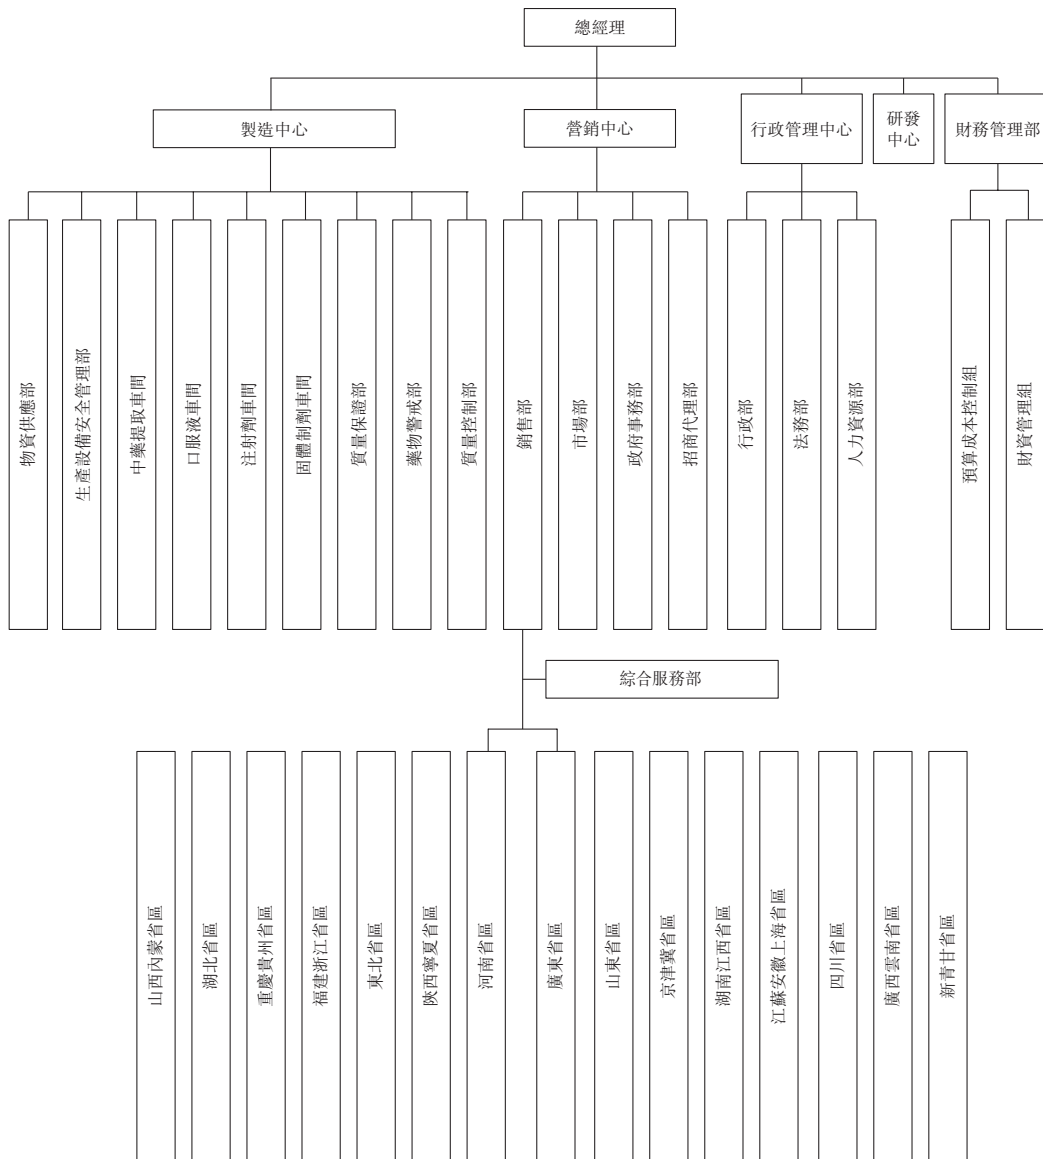 總經理
製造中心
营銷中心
行政管理中心
研發
中心
財務管理部
物資供應部
生產設備安全管理部
中藥提取車間
口服液車間
注射劑車間
固體制劑車間
質量保證部
藥物警戒部
質量控制部
銷售部
市場部
政府事務部
招商代理部
行政部
法務部
人力資源部
預算成本控制組
財資管理組
綜合服務部
山西內蒙省區
湖北省區
重慶貴州省區
福建浙江省區
東北省區
陝西寧夏省區
河南省區
廣東省區
山東省區
京津冀省區
湖南江西省區
江蘇安徽上海省區
四川省區
廣西雲南省區
新青甘省區